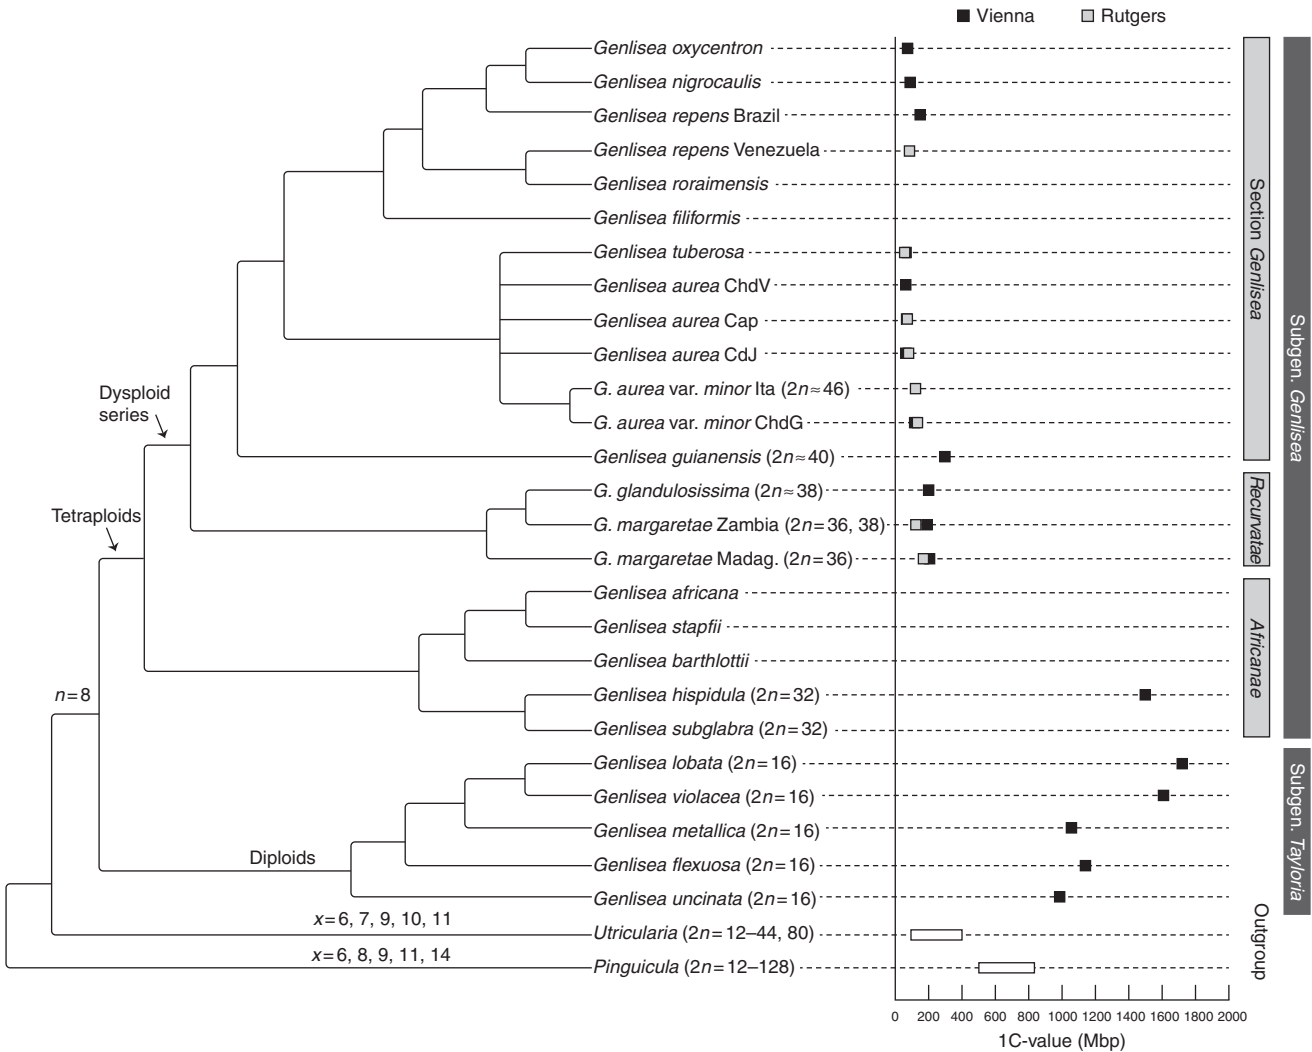 Vienna
Rutgers
Genlisea oxycentron
Genlisea nigrocaulis
Genlisea repens Brazil
Genlisea repens Venezuela
Genlisea roraimensis
Genlisea filiformis
Genlisea tuberosa
Genlisea aurea ChdV
Genlisea aurea Cap
Genlisea aurea CdJ
G. aurea var. minor Ita (2n≈46)
G. aurea var. minor ChdG
Genlisea guianensis (2n≈40)
G. glandulosissima (2n≈38)
G. margaretae Zambia (2n=36, 38)
G. margaretae Madag. (2n=36)
Genlisea africana
Genlisea stapfii
Genlisea barthlottii
Genlisea hispidula (2n=32)
Genlisea subglabra (2n=32)
Genlisea lobata (2n=16)
Genlisea violacea (2n=16)
Genlisea metallica (2n=16)
Genlisea flexuosa (2n=16)
Genlisea uncinata (2n=16)
Utricularia (2n=12–44, 80)
Pinguicula (2n=12–128)
Dysploid
series
Tetraploids
n=8
Diploids
x=6, 7, 9, 10, 11
x=6, 8, 9, 11, 14
Section Genlisea
Recurvatae
Africanae
Subgen. Genlisea
Subgen. Tayloria
Outgroup
0 200 400 600 800 1000 1200 1400 1600 1800 2000
1C-value (Mbp)